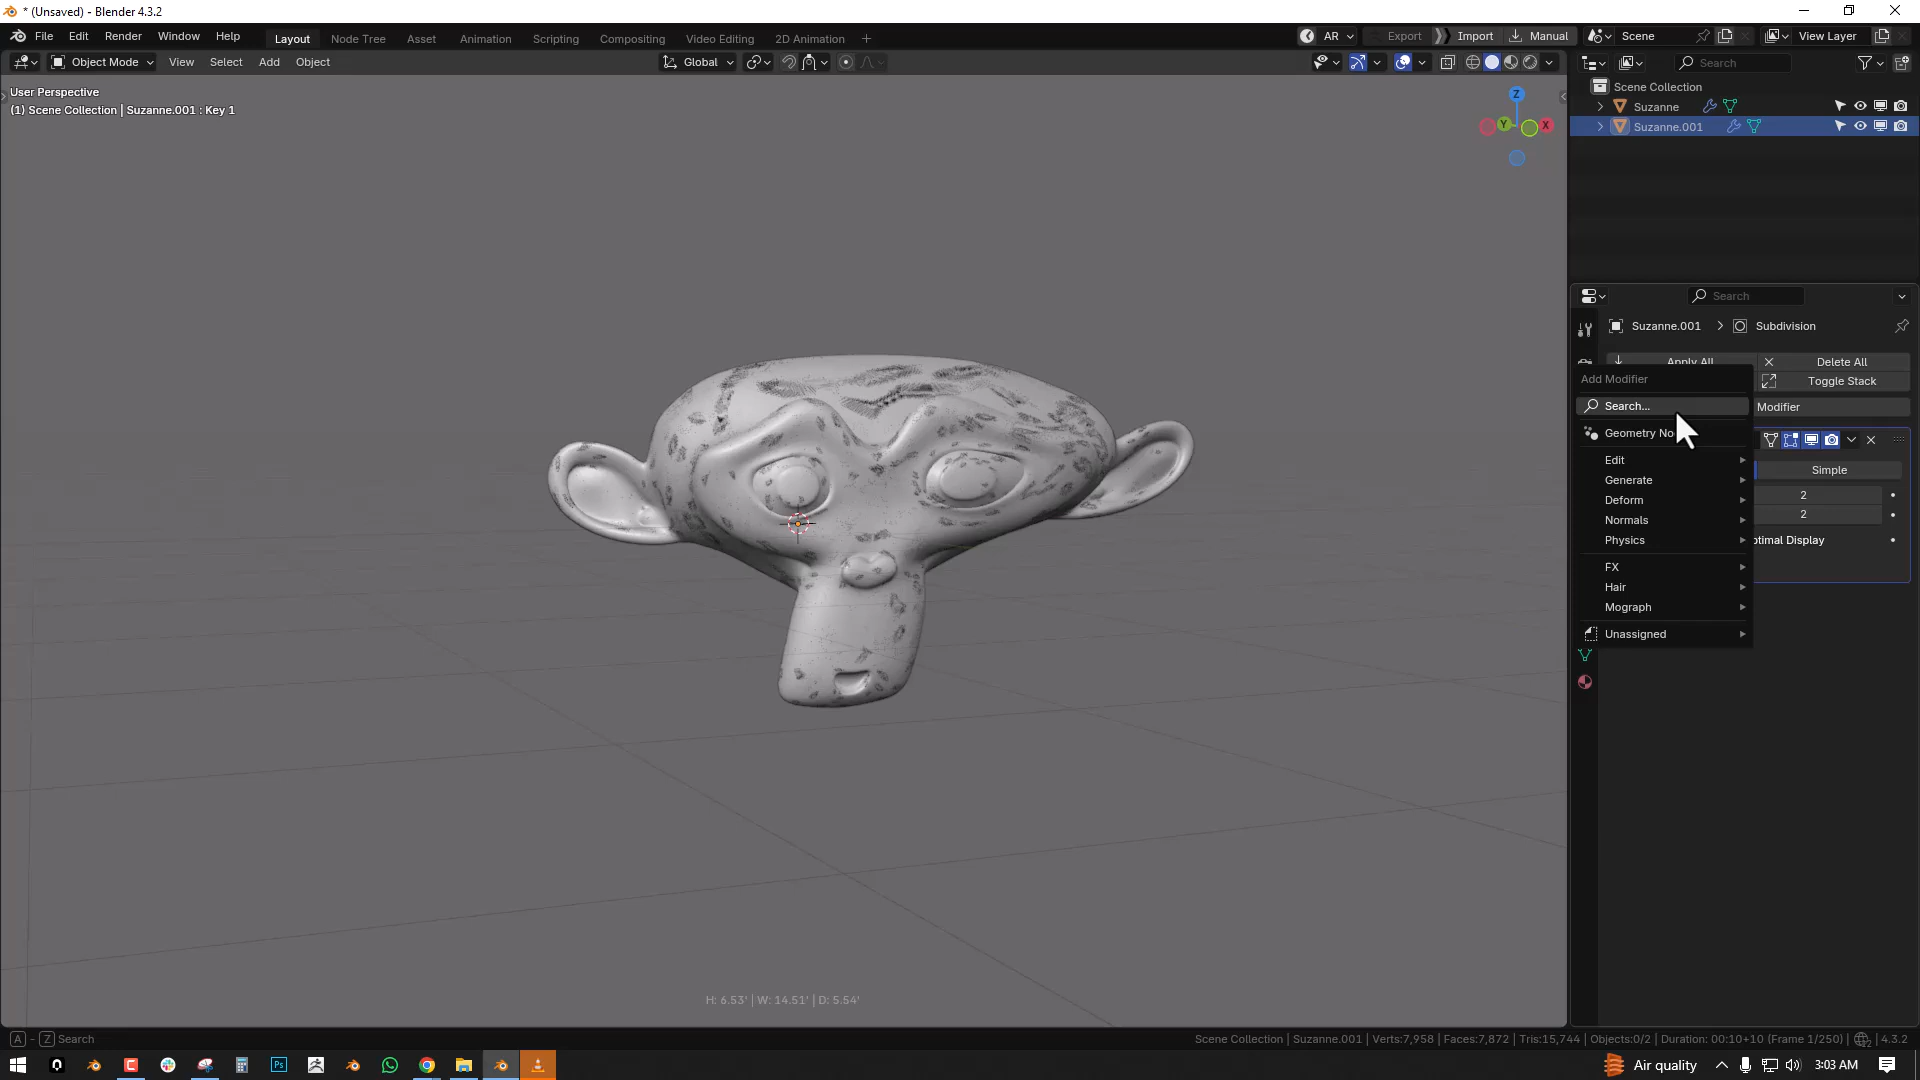 * (Unsaved) - Blender 4.3.2
File Edit Render Window Help Layout Node Tree Asset Animation Scripting Compositing Video Editing 2D Animation + AR Export Import Manual Scene View Layer
Object Mode View Select Add Object Global Search
User Perspective
(1) Scene Collection | Suzanne.001 : Key 1
Z
Y X
Scene Collection
Suzanne
Suzanne.001
Search
Suzanne.001 > Subdivision
Apply All Delete All
Toggle Stack
Add Modifier
Search... Modifier
Geometry No
Edit
Simple
Generate
Deform
Normals
Physics
2
2
ptimal Display
FX
Hair
Mograph
Unassigned
H: 6.53' | W: 14.51' | D: 5.54'
A - Z Search
Scene Collection | Suzanne.001 | Verts:7,958 | Faces:7,872 | Tris:15,744 | Objects:0/2 | Duration: 00:10+10 (Frame 1/250) | 4.3.2
Ps Air quality 3:03 AM